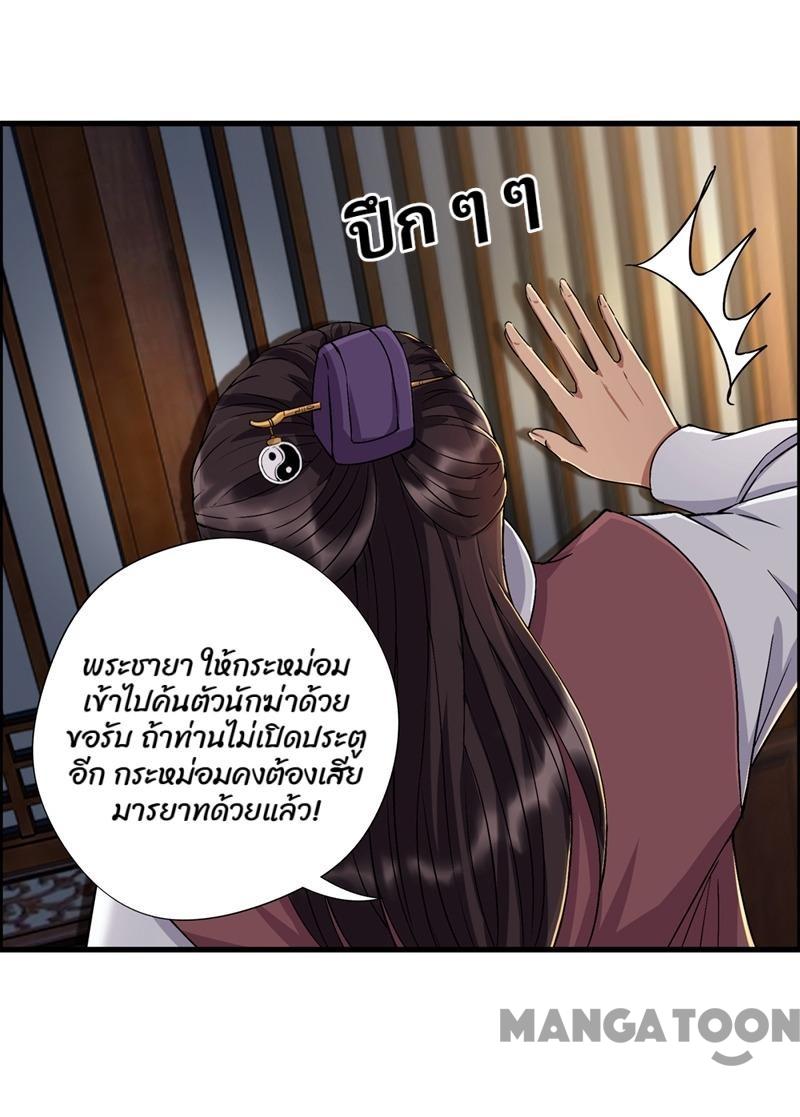 ปึก ๆ ๆ
พระชายา ให้กระหม่อม
เข้าไปค้นตัวนักฆ่าด้วย
ขอรับ ถ้าท่านไม่เปิดประตู
อีก กระหม่อมคงต้องเสีย
มารยาทด้วยแล้ว!
MANGATOON